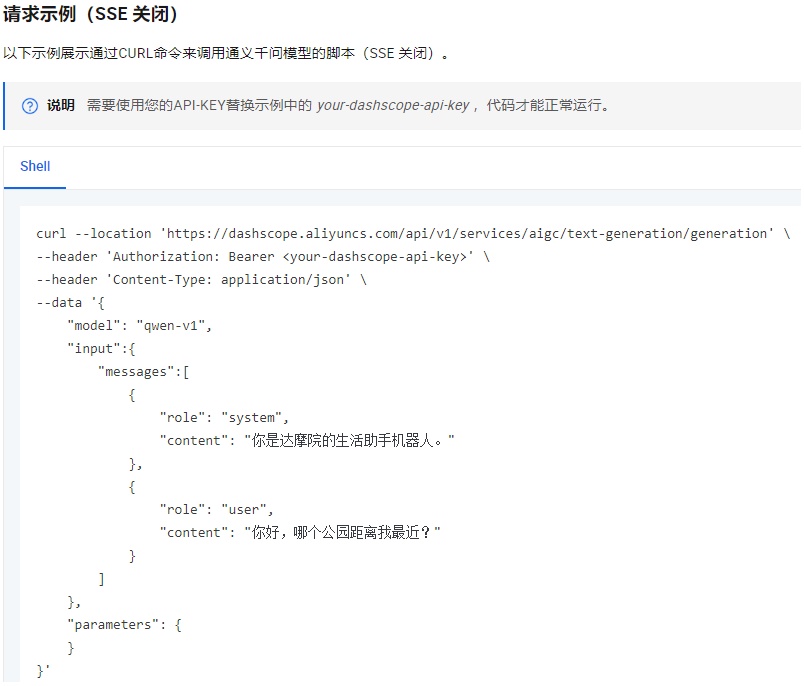 请求示例（SSE 关闭）
以下示例展示通过CURL命令来调用通义千问模型的脚本（SSE 关闭）。
说明 需要使用您的API-KEY替换示例中的 your-dashscope-api-key ，代码才能正常运行。
Shell
curl --location 'https://dashscope.aliyuncs.com/api/v1/services/aigc/text-generation/generation' \
--header 'Authorization: Bearer <your-dashscope-api-key>' \
--header 'Content-Type: application/json' \
--data '{
    "model": "qwen-v1",
    "input":{
        "messages":[
            {
                "role": "system",
                "content": "你是达摩院的生活助手机器人。"
            },
            {
                "role": "user",
                "content": "你好，哪个公园距离我最近？"
            }
        ]
    },
    "parameters": {
    }
}'